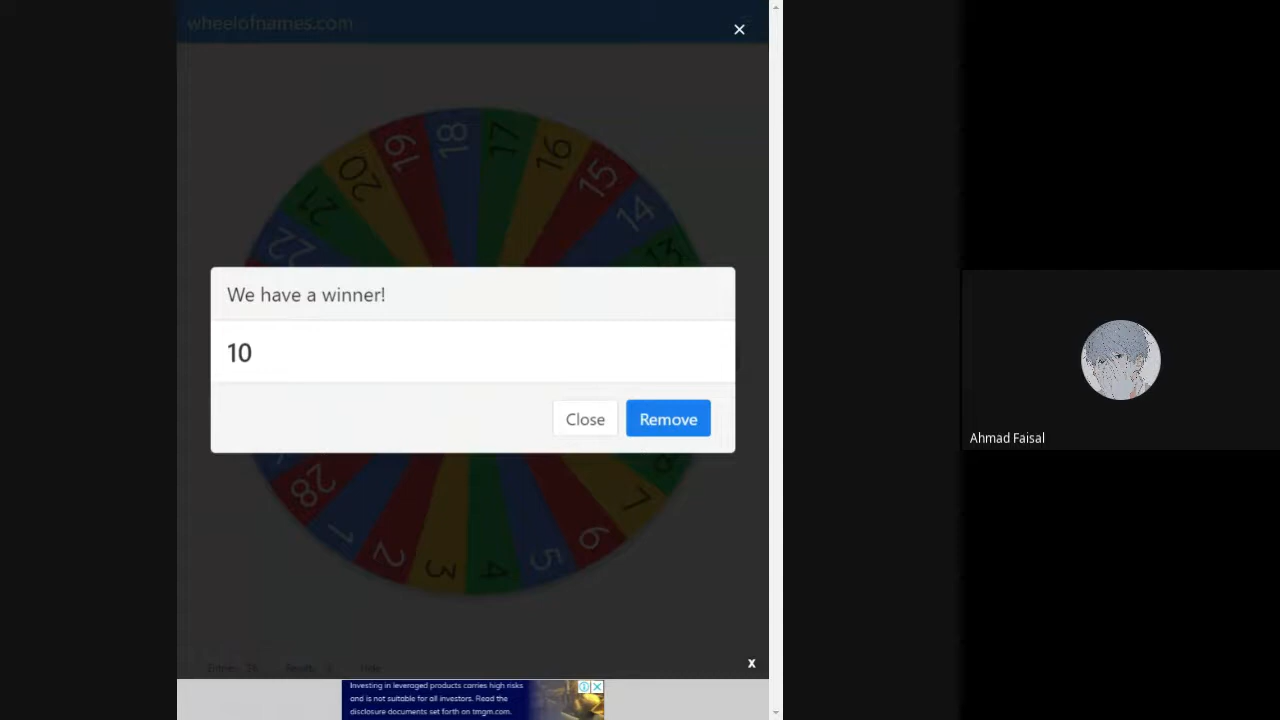 wheelofnames.com
19 18 17 16
20 15
21 14
22 13
We have a winner!
10
Close Remove
28 7
1 6
2 3 4 5
Hide
x
Investing in leveraged products carries high risks
and is not suitable for all investors. Read the
disclosure documents set forth on tmgm.com.
Ahmad Faisal